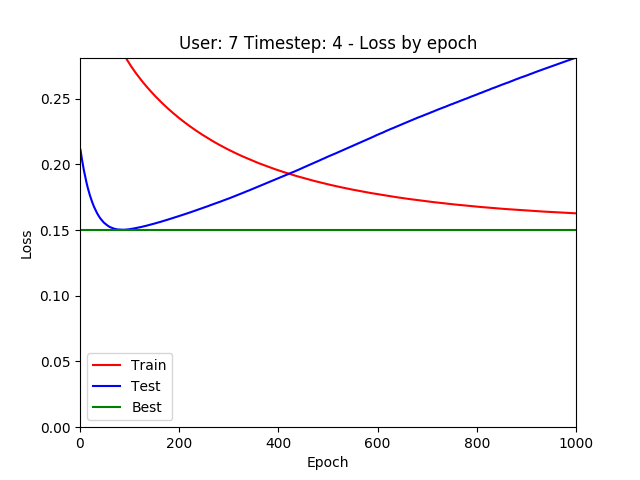 User: 7 Timestep: 4 - Loss by epoch
0.25
0.20
0.15
0.10
0.05
0.00
Loss
Train
Test
Best
0 200 400 600 800 1000
Epoch